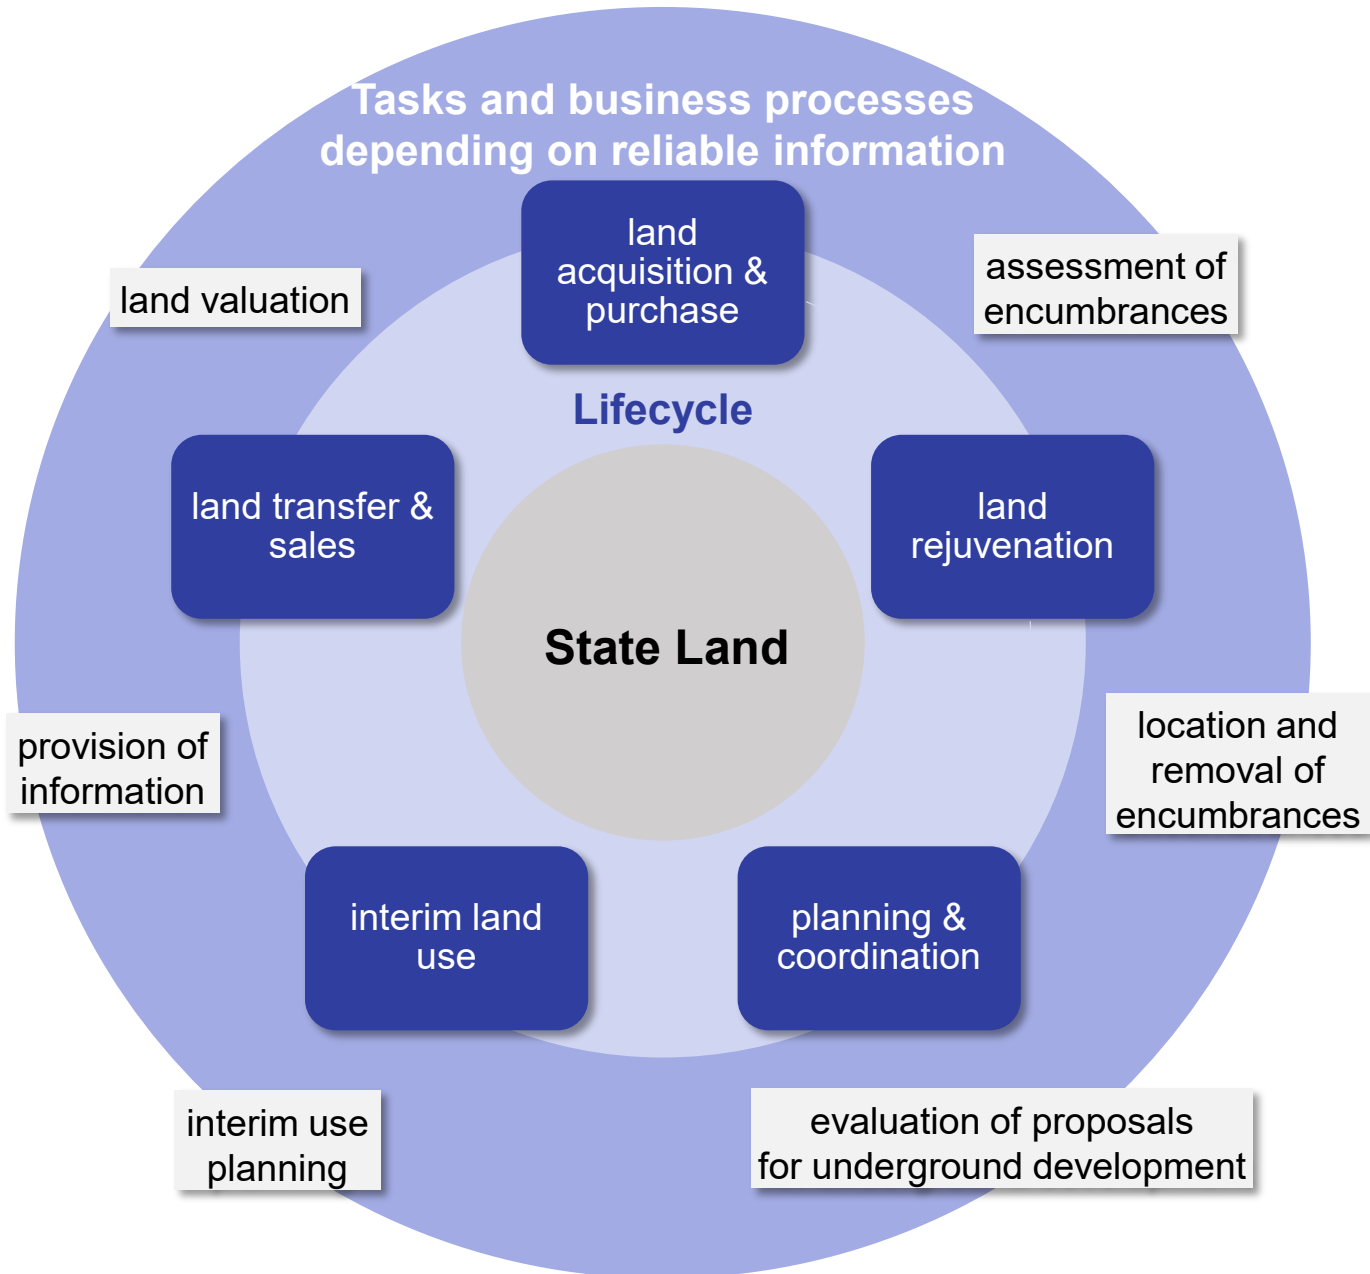 Tasks and business processes
depending on reliable information
land
acquisition &
purchase
assessment of
encumbrances
land valuation
Lifecycle
land transfer &
sales
land
rejuvenation
State Land
provision of
information
location and
removal of
encumbrances
interim land
use
planning &
coordination
interim use
planning
evaluation of proposals
for underground development